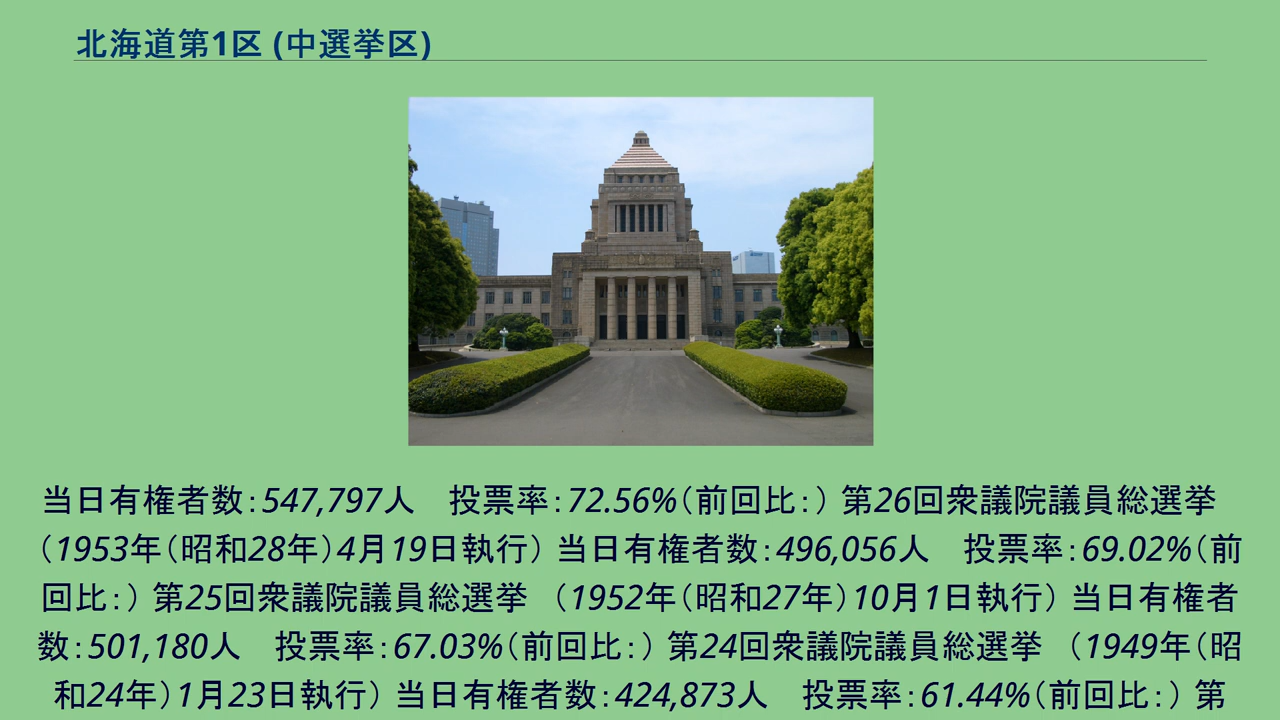 北海道第1区 (中選挙区)
当日有権者数：547,797人　投票率：72.56%（前回比：） 第26回衆議院議員総選挙
（1953年（昭和28年）4月19日執行） 当日有権者数：496,056人　投票率：69.02%（前
回比：） 第25回衆議院議員総選挙　（1952年（昭和27年）10月1日執行） 当日有権者
数：501,180人　投票率：67.03%（前回比：） 第24回衆議院議員総選挙　（1949年（昭
和24年）1月23日執行） 当日有権者数：424,873人　投票率：61.44%（前回比：） 第